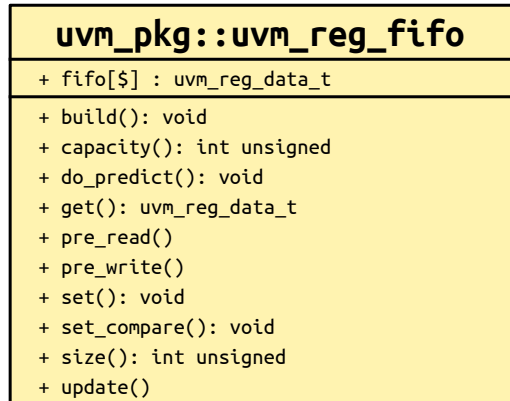 uvm_pkg::uvm_reg_fifo
+ fifo[$] : uvm_reg_data_t
+ build(): void
+ capacity(): int unsigned
+ do_predict(): void
+ get(): uvm_reg_data_t
+ pre_read()
+ pre_write()
+ set(): void
+ set_compare(): void
+ size(): int unsigned
+ update()